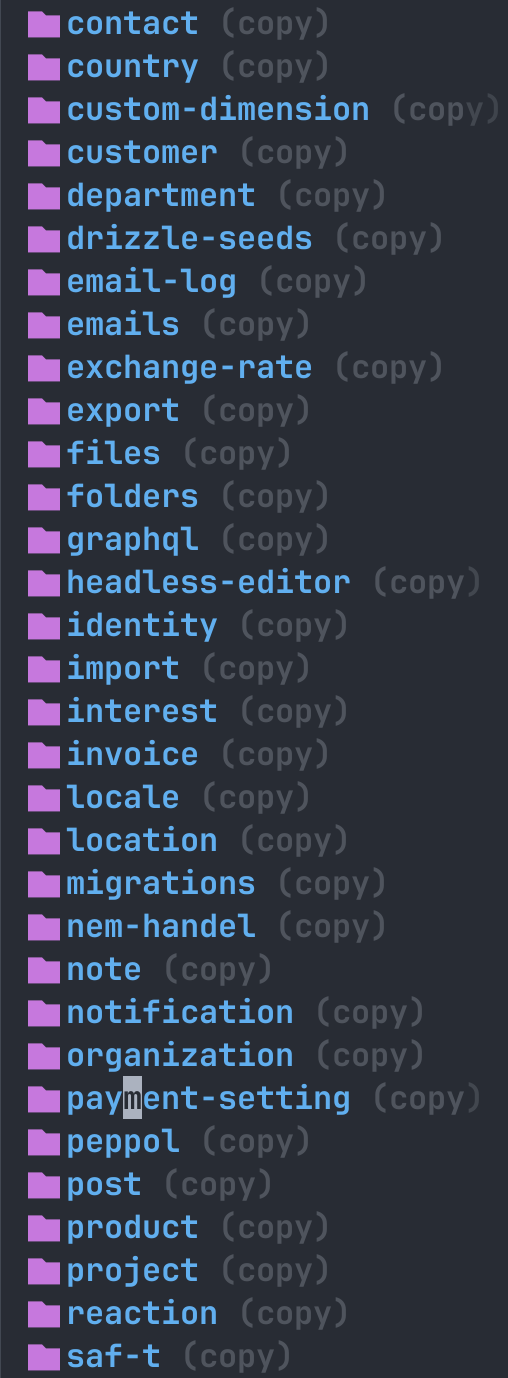 contact (copy)
country (copy)
custom-dimension (copy)
customer (copy)
department (copy)
drizzle-seeds (copy)
email-log (copy)
emails (copy)
exchange-rate (copy)
export (copy)
files (copy)
folders (copy)
graphql (copy)
headless-editor (copy)
identity (copy)
import (copy)
interest (copy)
invoice (copy)
locale (copy)
location (copy)
migrations (copy)
nem-handel (copy)
note (copy)
notification (copy)
organization (copy)
payment-setting (copy)
peppol (copy)
post (copy)
product (copy)
project (copy)
reaction (copy)
saf-t (copy)